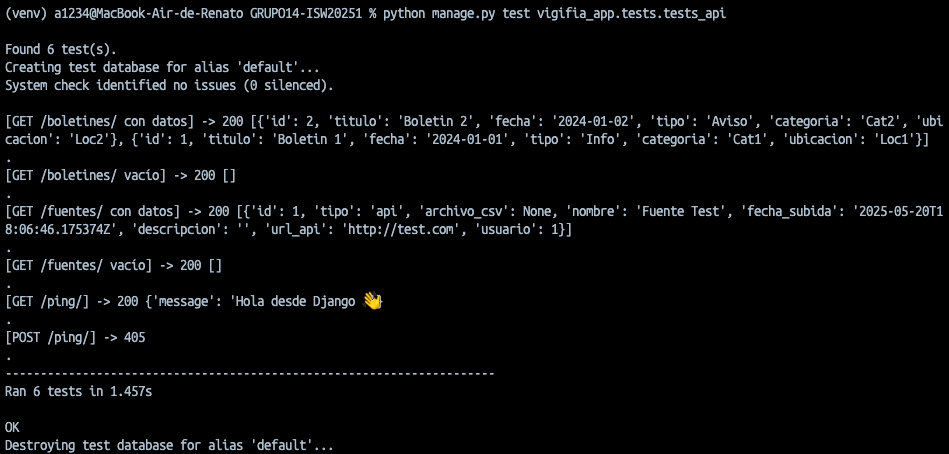 (venv) a1234@MacBook-Air-de-Renato GRUPO14-ISW20251 % python manage.py test vigifia_app.tests.tests_api
Found 6 test(s).
Creating test database for alias 'default'...
System check identified no issues (0 silenced).
[GET /boletines/ con datos] -> 200 [{'id': 2, 'titulo': 'Boletin 2', 'fecha': '2024-01-02', 'tipo': 'Aviso', 'categoria': 'Cat2', 'ubi
cacion': 'Loc2'}, {'id': 1, 'titulo': 'Boletin 1', 'fecha': '2024-01-01', 'tipo': 'Info', 'categoria': 'Cat1', 'ubicacion': 'Loc1'}]
.
[GET /boletines/ vacío] -> 200 []
.
[GET /fuentes/ con datos] -> 200 [{'id': 1, 'tipo': 'api', 'archivo_csv': None, 'nombre': 'Fuente Test', 'fecha_subida': '2025-05-20T1
8:06:46.175374Z', 'descripcion': '', 'url_api': 'http://test.com', 'usuario': 1}]
.
[GET /fuentes/ vacío] -> 200 []
.
[GET /ping/] -> 200 {'message': 'Hola desde Django 👋}
.
[POST /ping/] -> 405
.
----------------------------------------------------------------------
Ran 6 tests in 1.457s
OK
Destroying test database for alias 'default'...